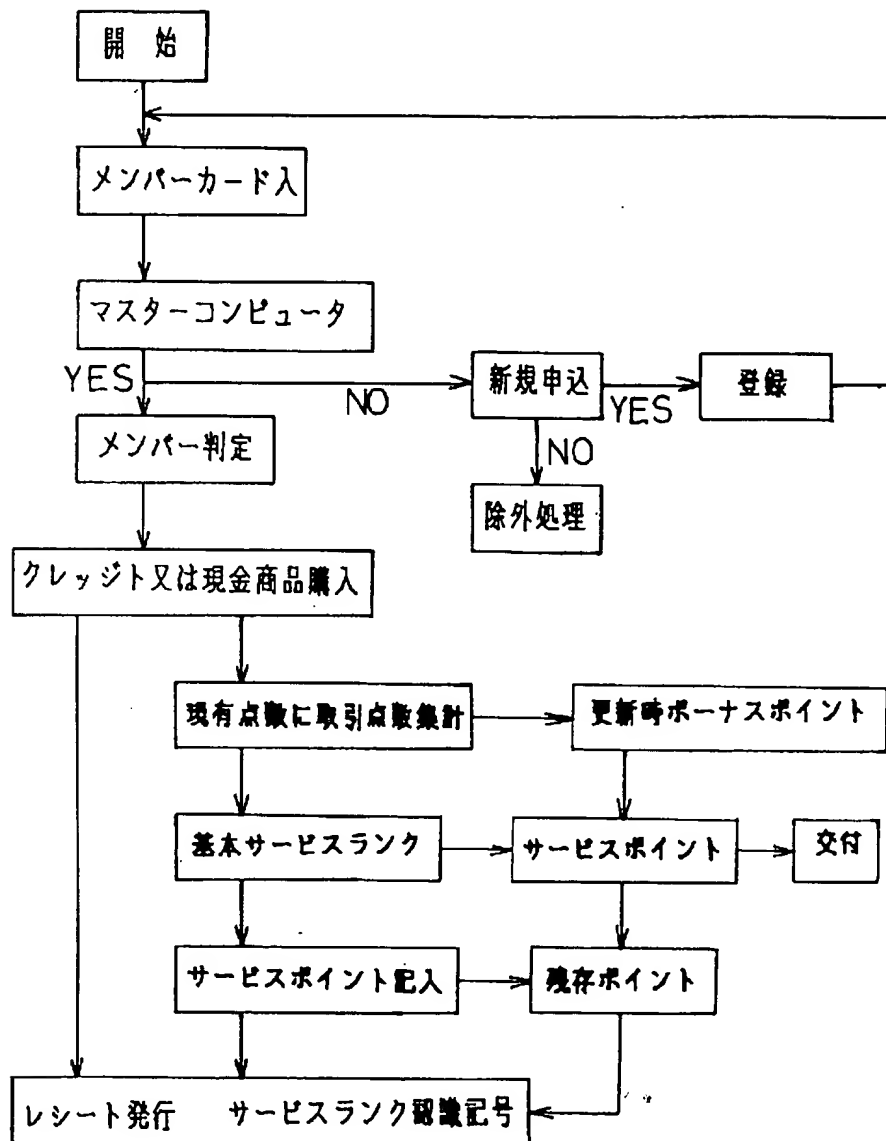 開始
メンバーカード入
マスターコンピュータ
YES
NO
新規申込
YES
登録
メンバー判定
NO
除外処理
クレッジト又は現金商品購入
現有点数に取引点数集計
更新時ボーナスポイント
基本サービスランク
サービスポイント
交付
サービスポイント記入
残存ポイント
レシート発行 サービスランク認識記号